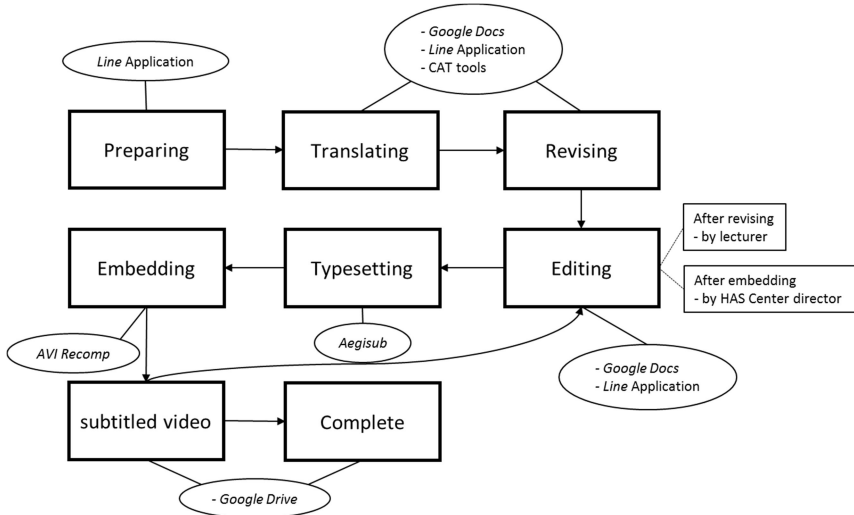 Line Application
- Google Docs
- Line Application
- CAT tools
Preparing
Translating
Revising
After revising
- by lecturer
Embedding
Typesetting
Editing
After embedding
- by HAS Center director
AVI Recomp
Aegisub
- Google Docs
- Line Application
subtitled video
Complete
- Google Drive